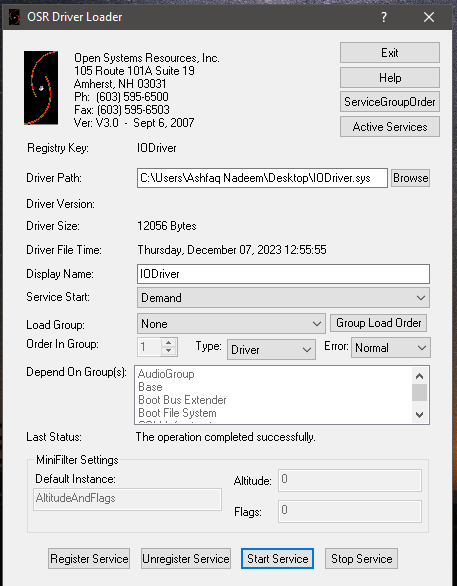 OSR Driver Loader
? ×
Open Systems Resources, Inc.
105 Route 101A Suite 19
Amherst, NH 03031
Ph: (603) 595-6500
Fax: (603) 595-6503
Ver: V3.0 - Sept 6, 2007
Exit
Help
ServiceGroupOrder
Active Services
Registry Key: IODriver
Driver Path: C:\Users\Ashfaq Nadeem\Desktop\IODriver.sys Browse
Driver Version:
Driver Size: 12056 Bytes
Driver File Time: Thursday, December 07, 2023 12:55:55
Display Name: IODriver
Service Start: Demand
Load Group: None Group Load Order
Order In Group: 1 Type: Driver Error: Normal
Depend On Group(s): AudioGroup
Base
Boot Bus Extender
Boot File System
Last Status: The operation completed successfully.
MiniFilter Settings
Default Instance:
AltitudeAndFlags
Altitude: 0
Flags: 0
Register Service Unregister Service Start Service Stop Service